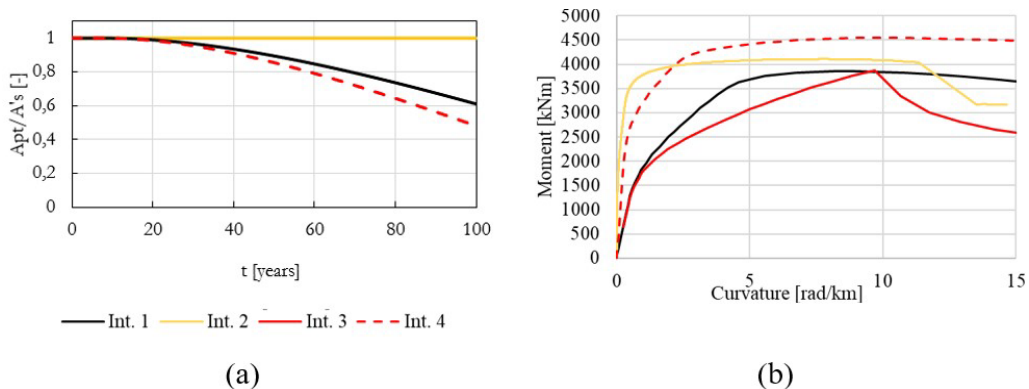 Apt/A's [-]
1
0,8
0,6
0,4
0,2
0
0 20 40 60 80 100
t [years]
Int. 1 Int. 2 Int. 3 Int. 4
(a)
Moment [kNm]
5000
4500
4000
3500
3000
2500
2000
1500
1000
500
0
0 5 10 15
Curvature [rad/km]
(b)